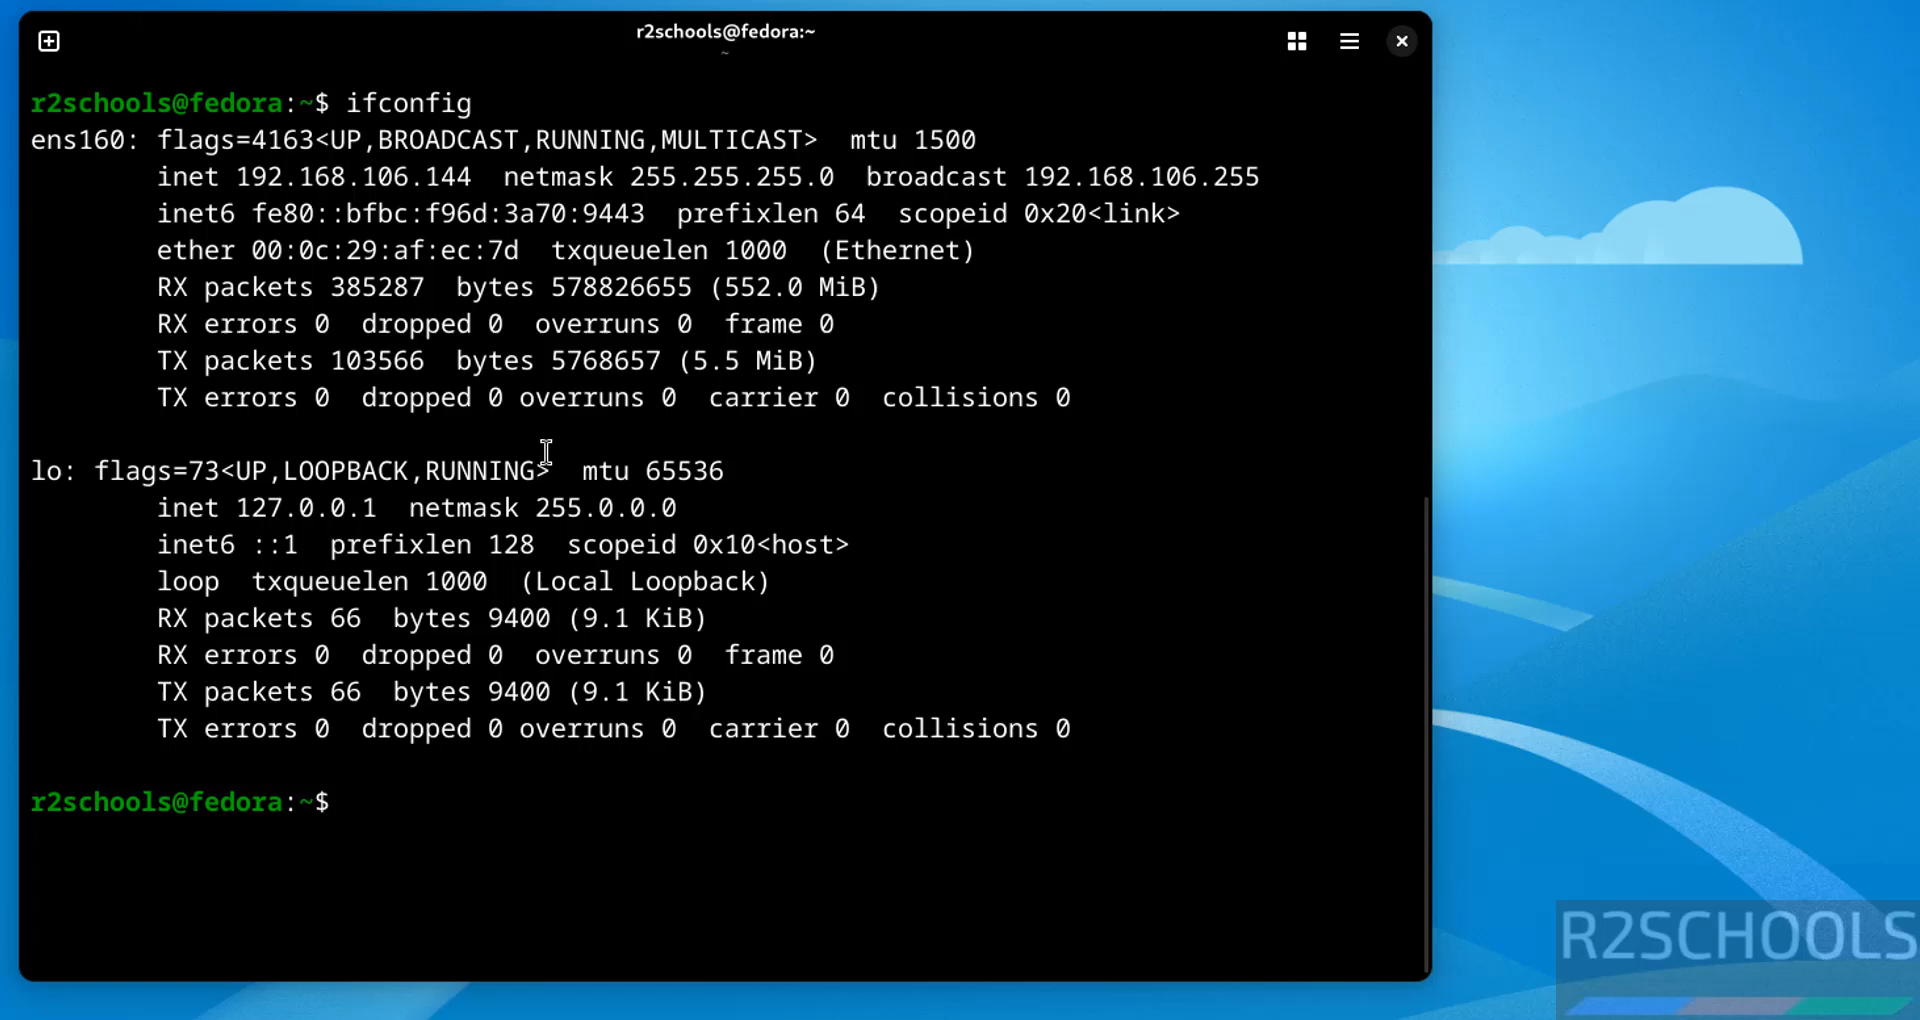 r2schools@fedora:~
~
r2schools@fedora:~$ ifconfig
ens160: flags=4163<UP,BROADCAST,RUNNING,MULTICAST>  mtu 1500
        inet 192.168.106.144  netmask 255.255.255.0  broadcast 192.168.106.255
        inet6 fe80::bfbc:f96d:3a70:9443  prefixlen 64  scopeid 0x20<link>
        ether 00:0c:29:af:ec:7d  txqueuelen 1000  (Ethernet)
        RX packets 385287  bytes 578826655 (552.0 MiB)
        RX errors 0  dropped 0  overruns 0  frame 0
        TX packets 103566  bytes 5768657 (5.5 MiB)
        TX errors 0  dropped 0 overruns 0  carrier 0  collisions 0
lo: flags=73<UP,LOOPBACK,RUNNING>  mtu 65536
        inet 127.0.0.1  netmask 255.0.0.0
        inet6 ::1  prefixlen 128  scopeid 0x10<host>
        loop  txqueuelen 1000  (Local Loopback)
        RX packets 66  bytes 9400 (9.1 KiB)
        RX errors 0  dropped 0  overruns 0  frame 0
        TX packets 66  bytes 9400 (9.1 KiB)
        TX errors 0  dropped 0 overruns 0  carrier 0  collisions 0
r2schools@fedora:~$
R2SCHOOLS